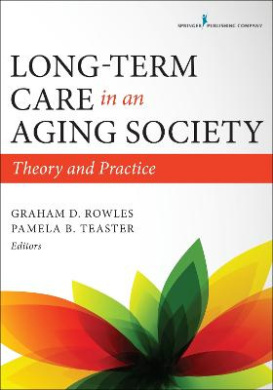 SPRINGER PUBLISHING COMPANY
LONG-TERM
CARE in an
AGING SOCIETY
Theory and Practice
GRAHAM D. ROWLES
PAMELA B. TEASTER
Editors